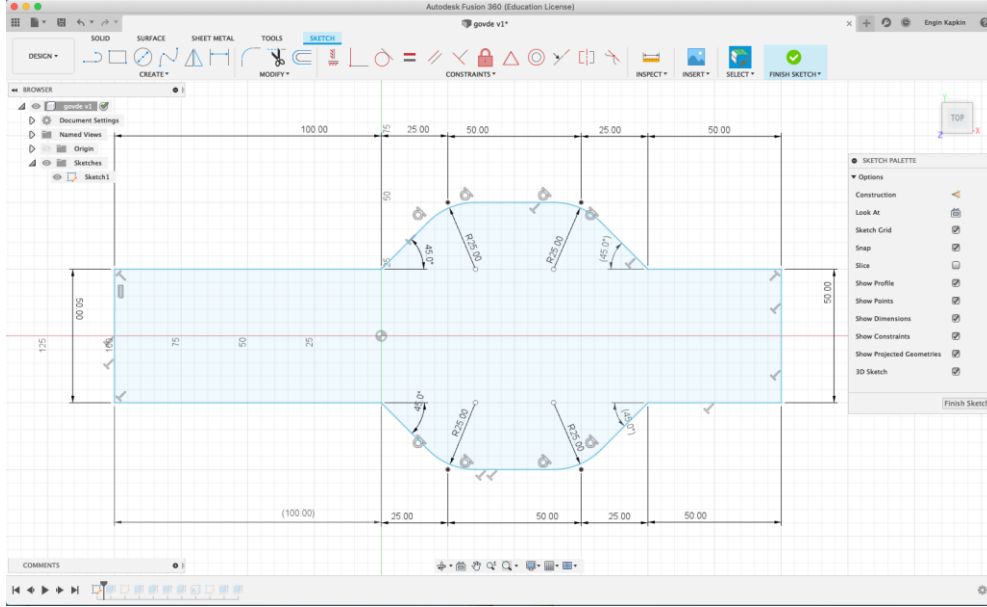 Autodesk Fusion 360 (Education License)
govde v1*
Engin Kapkin
SOLID SURFACE SHEET METAL TOOLS SKETCH
DESIGN
CREATE MODIFY CONSTRAINTS INSPECT INSERT SELECT FINISH SKETCH
BROWSER
govde v1
Document Settings
Named Views
Origin
Sketches
Sketch1
100.00 75 25.00 50.00 25.00 50.00
TOP
Y
Z
X
SKETCH PALETTE
Options
Construction
Look At
Sketch Grid
Snap
Slice
Show Profile
Show Points
Show Dimensions
Show Constraints
Show Projected Geometries
3D Sketch
Finish Sketch
50
25
45.0°
R25.00
R25.00
(45.0°)
50.00
50.00
125 100 75 50 25
45.0°
R25.00
R25.00
(45.0°)
(100.00) 25.00 50.00 25.00 50.00
COMMENTS